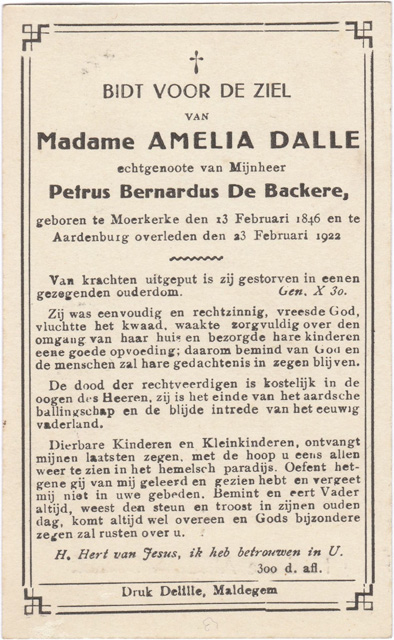 BIDT VOOR DE ZIEL
VAN
Madame AMELIA DALLE
echtgenoote van Mijnheer
Petrus Bernardus De Backere,
geboren te Moerkerke den 13 Februari 1846 en te
Aardenburg overleden den 23 Februari 1922
Van krachten uitgeput is zij gestorven in eenen
gezegenden ouderdom. Gen. X 30.
Zij was eenvoudig en rechtzinnig, vreesde God,
vluchtte het kwaad, waakte zorgvuldig over den
omgang van haar huis en bezorgde hare kinderen
eene goede opvoeding; daarom bemind van God en
de menschen zal hare gedachtenis in zegen blijven.
De dood der rechtveerdigen is kostelijk in de
oogen des Heeren, zij is het einde van het aardsche
ballingschap en de blijde intrede van het eeuwig
vaderland.
Dierbare Kinderen en Kleinkinderen, ontvangt
mijnen laatsten zegen, met de hoop u eens allen
weer te zien in het hemelsch paradijs. Oefent het-
gene gij van mij geleerd en gezien hebt en vergeet
mij niet in uwe gebeden. Bemint en eert Vader
altijd, weest den steun en troost in zijnen ouden
dag, komt altijd wel overeen en Gods bijzondere
zegen zal rusten over u.
H. Hert van Jesus, ik heb betrouwen in U.
300 d. afl.
Druk Delille, Maldegem